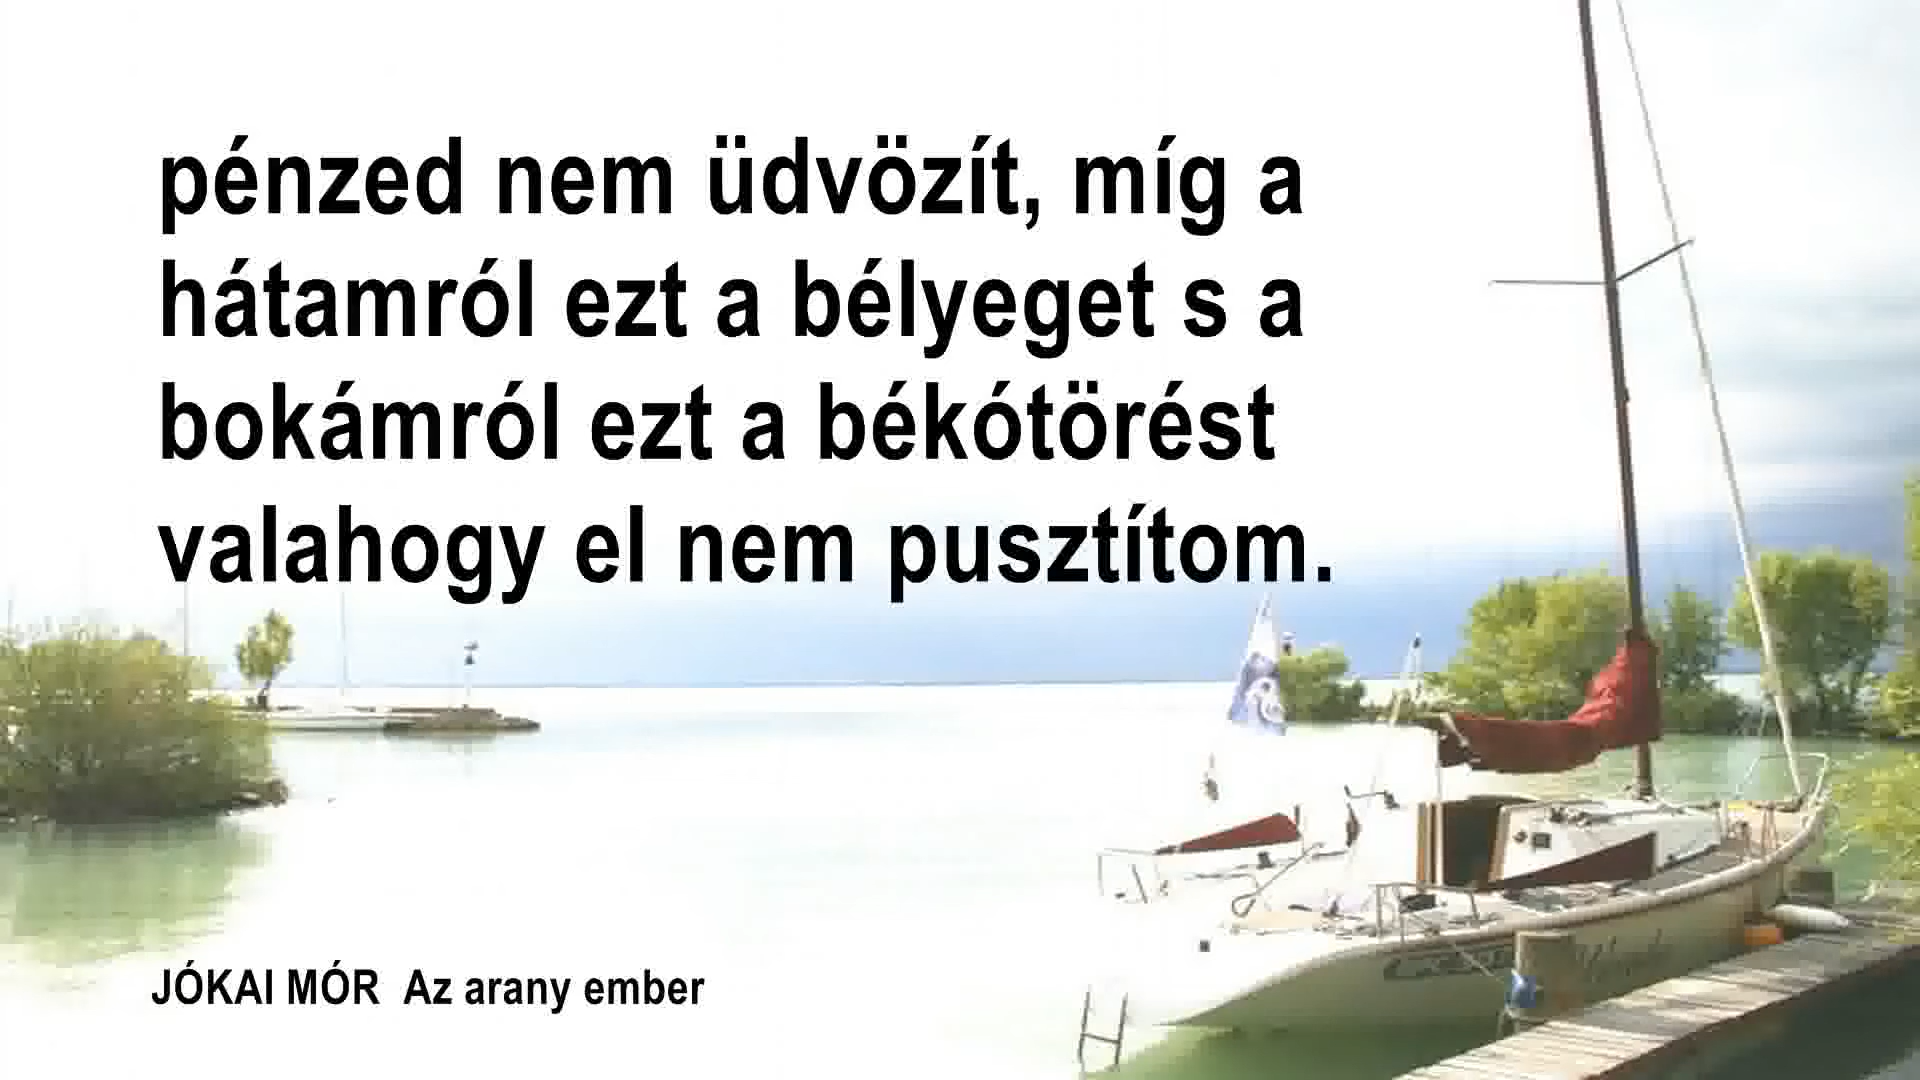 pénzed nem üdvözít, míg a
hátamról ezt a bélyeget s a
bokámról ezt a békótörést
valahogy el nem pusztítom.
JÓKAI MÓR Az arany ember